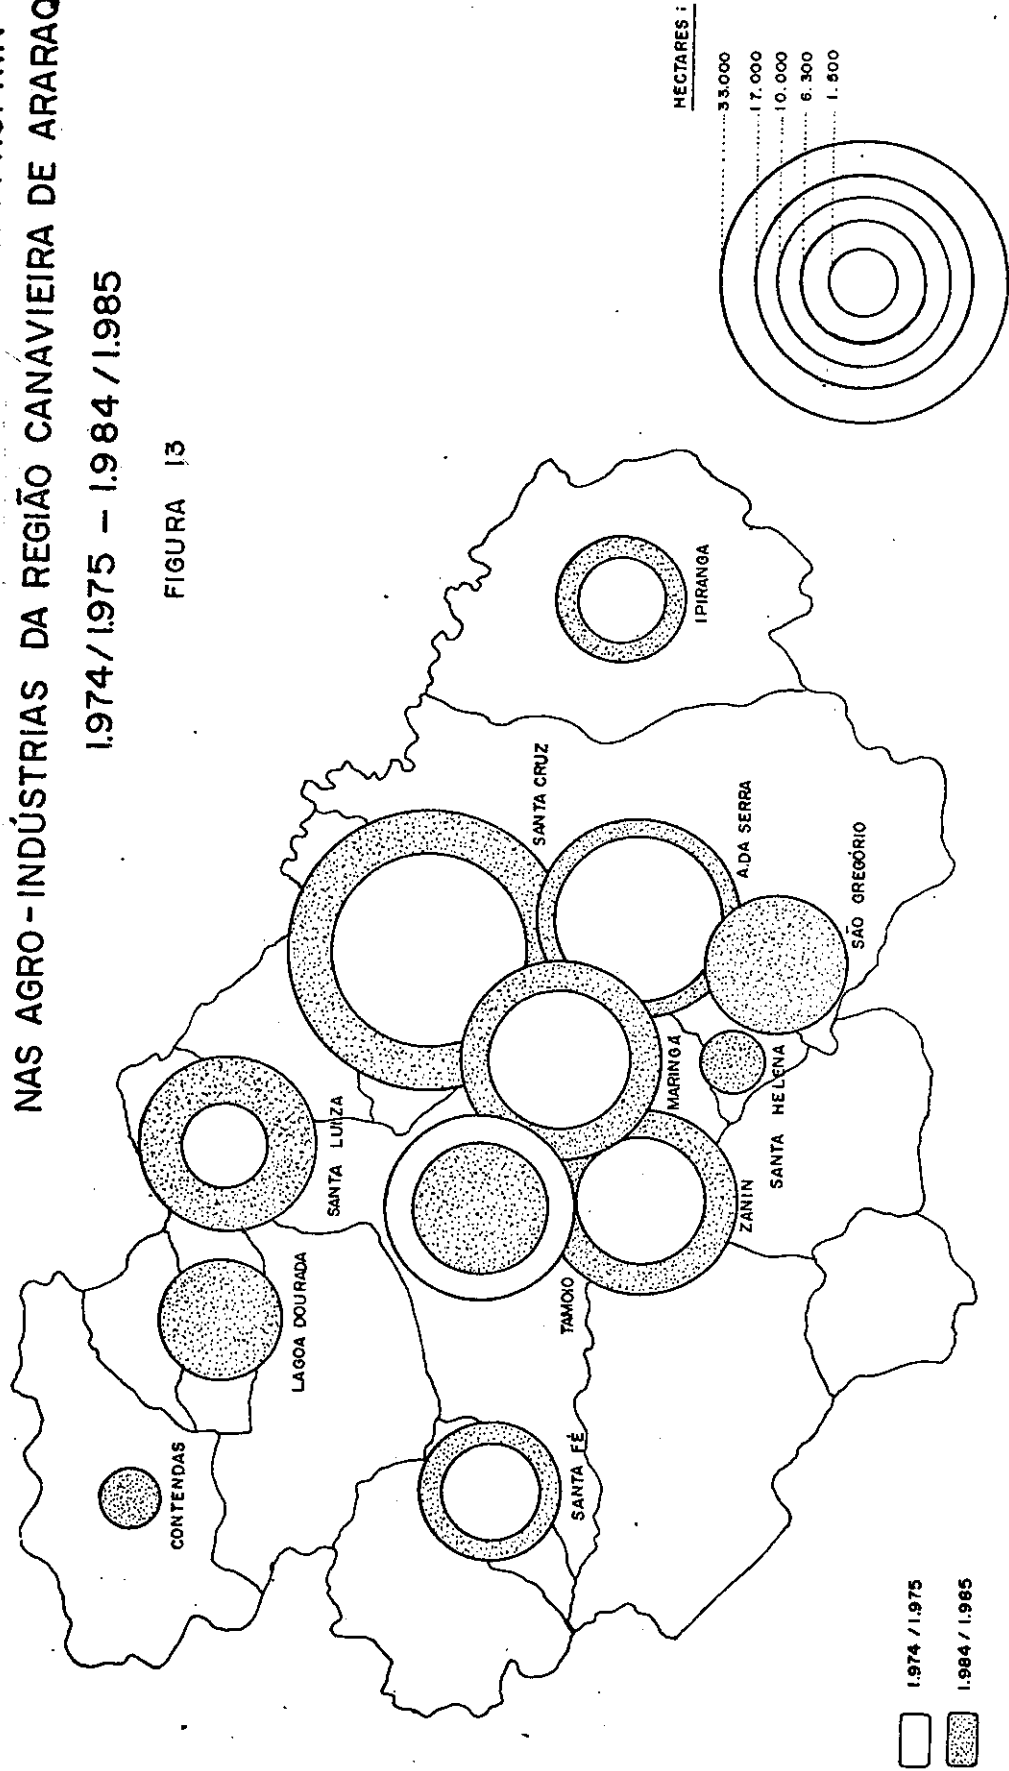 NAS AGRO-INDÚSTRIAS DA REGIÃO CANAVIEIRA DE ARARAQ
1.974/1.975 – 1.984/1.985
FIGURA 13
CONTENDAS
LAGOA DOURADA
SANTA LUIZA
SANTA FÉ
TAMOIO
ZANIN
MARINGÁ
SANTA HELENA
SANTA CRUZ
A.DA SERRA
SÃO GREGÓRIO
IPIRANGA
HECTARES:
33.000
17.000
10.000
6.300
1.500
1.974/1.975
1.984/1.985